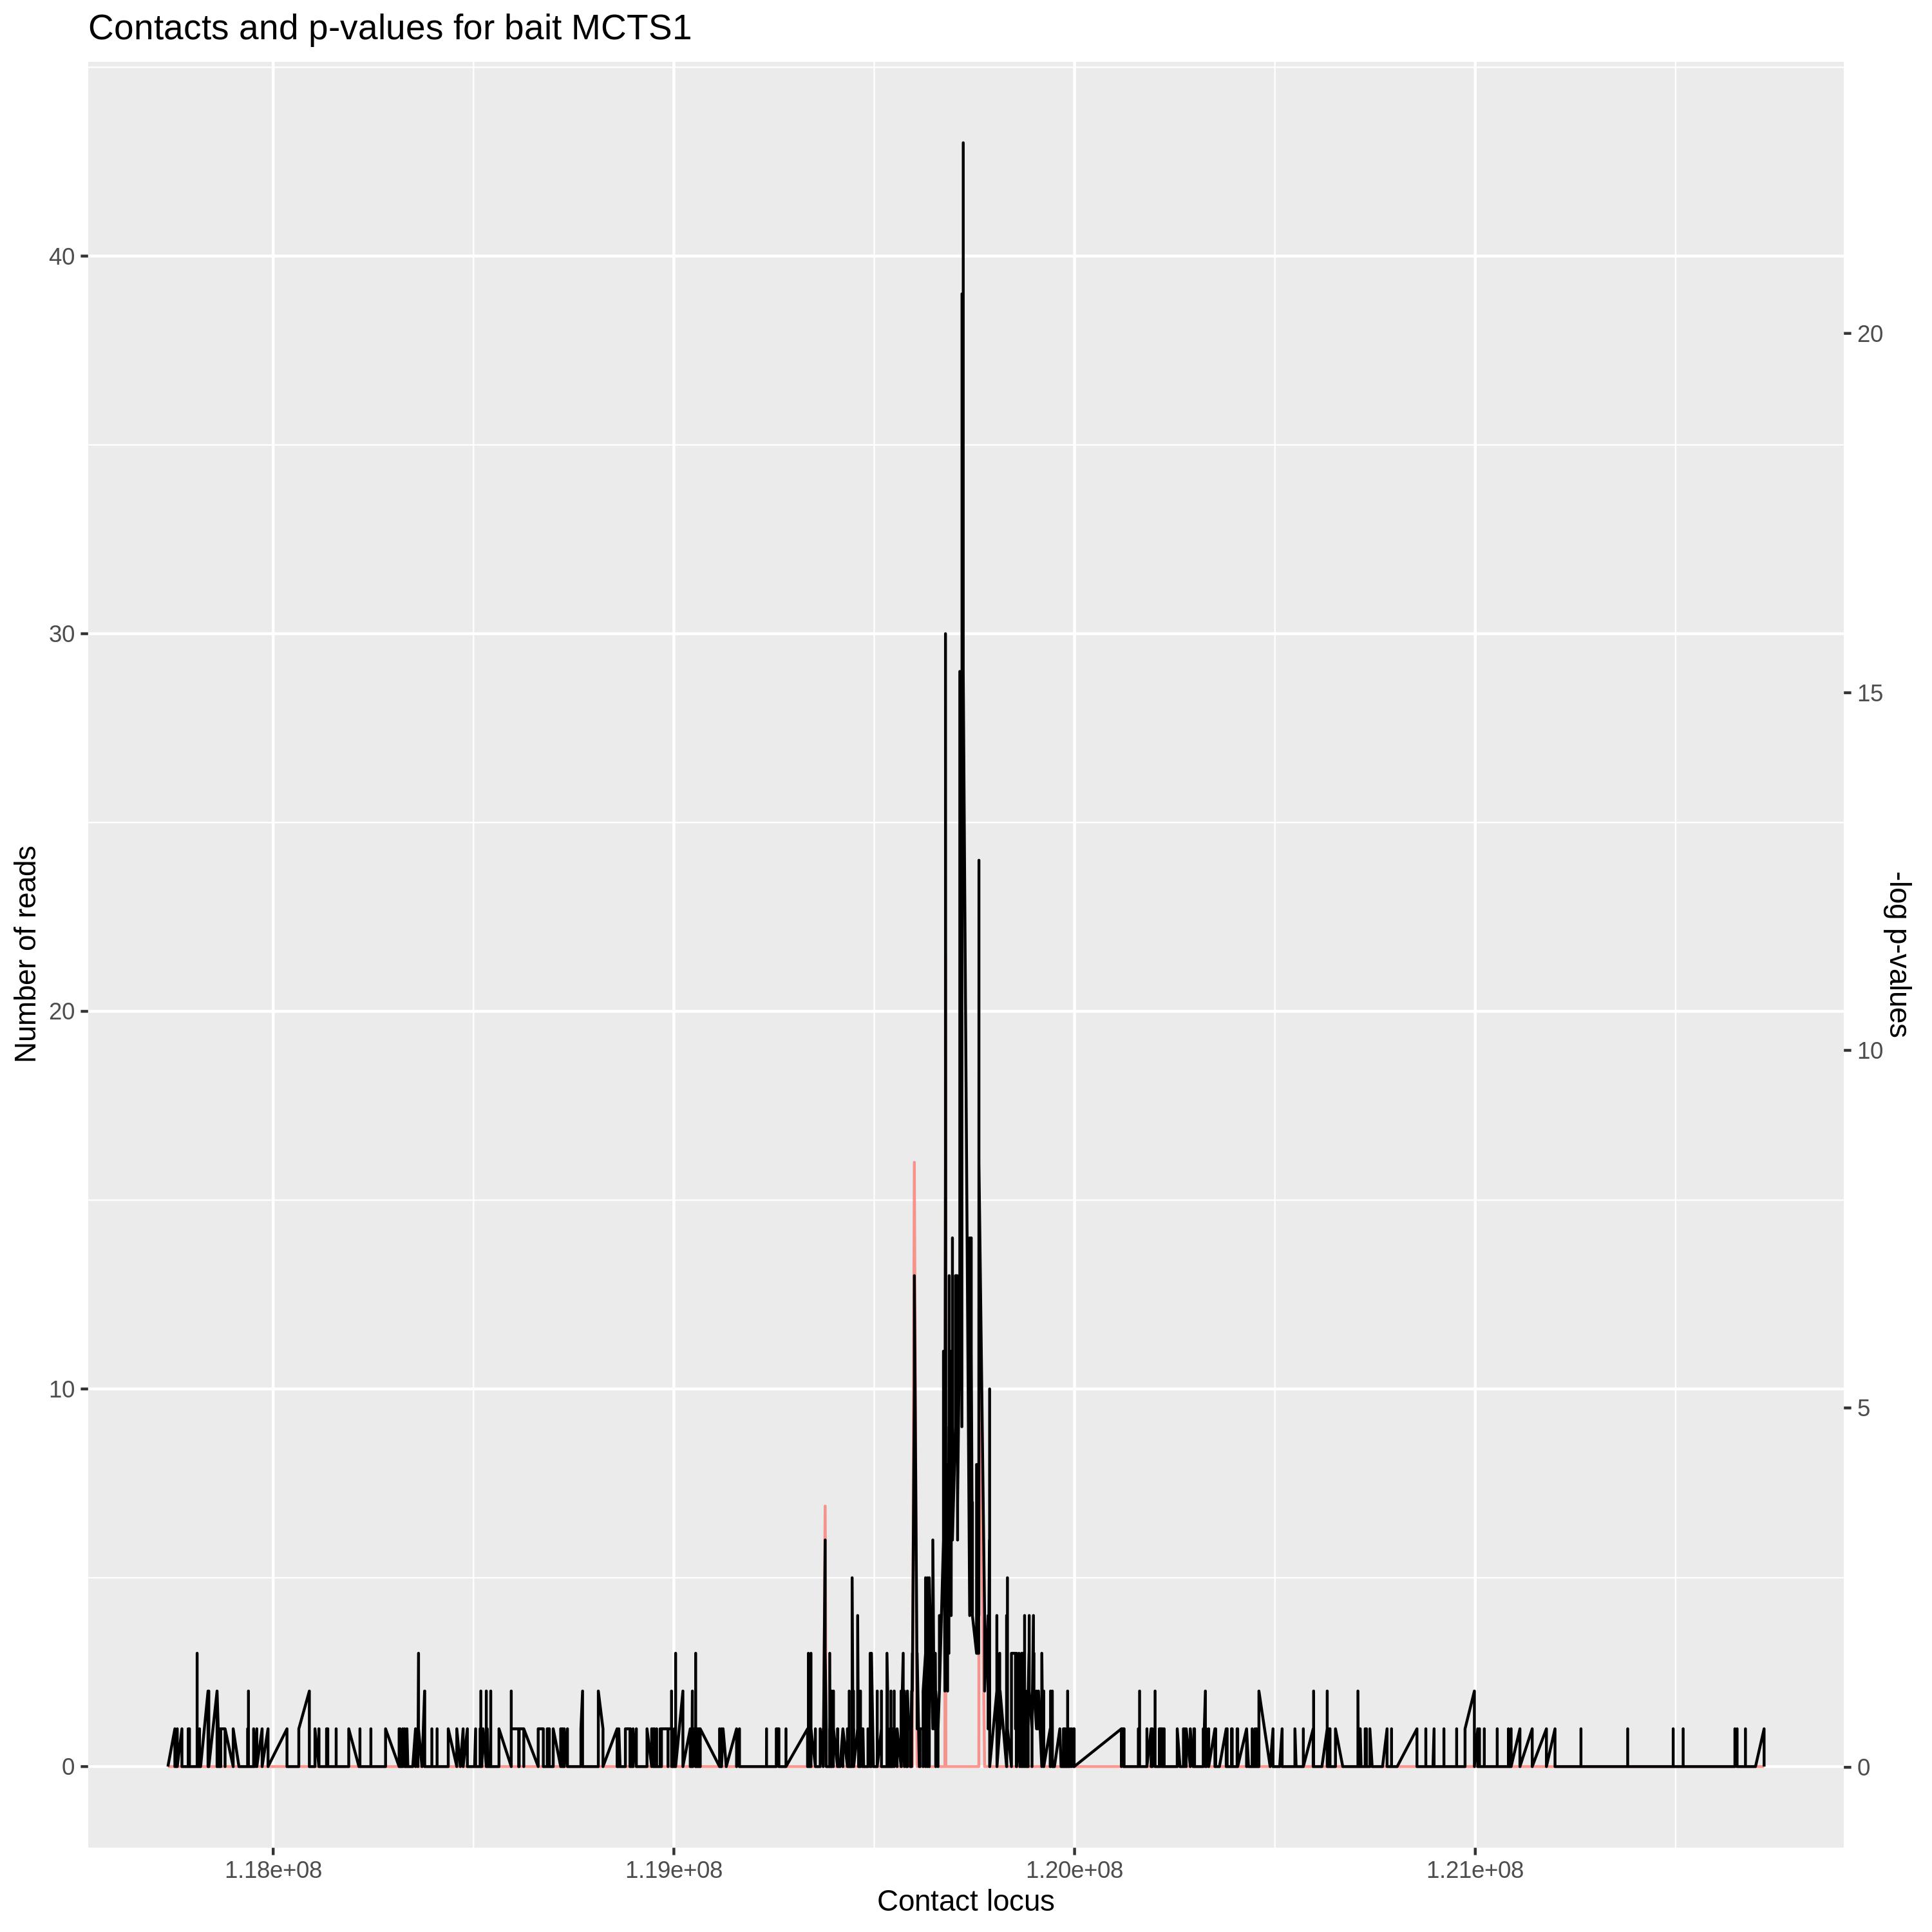 Contacts and p-values for bait MCTS1
40
30
20
10
0
20
15
10
5
0
Number of reads
-log p-values
1.18e+08 1.19e+08 1.20e+08 1.21e+08
Contact locus